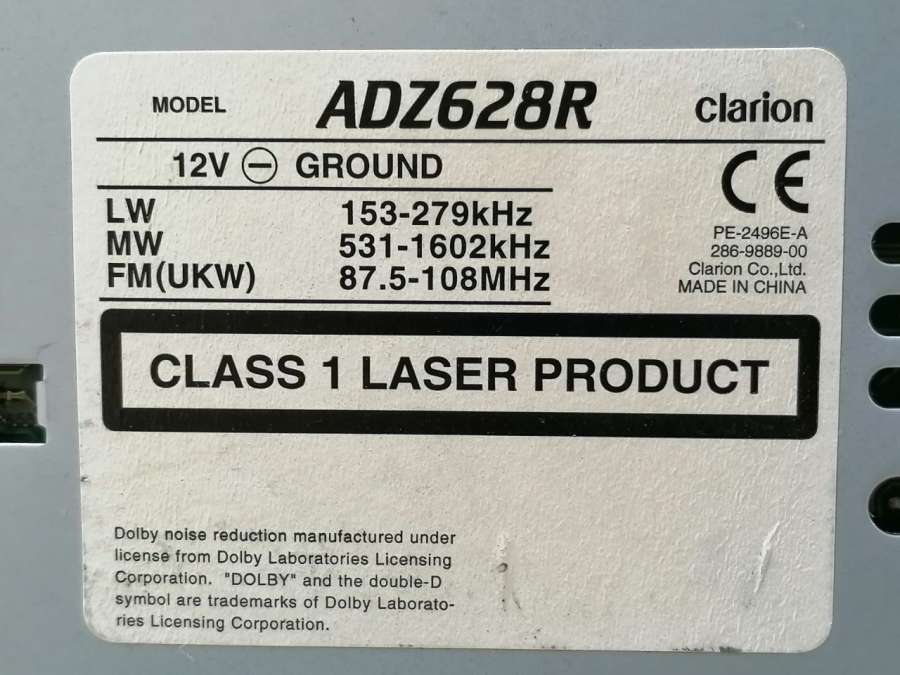 MODEL ADZ628R clarion
12V ⊖ GROUND
CE
LW 153-279kHz
MW 531-1602kHz
FM(UKW) 87.5-108MHz
PE-2496E-A
286-9889-00
Clarion Co.,Ltd.
MADE IN CHINA
CLASS 1 LASER PRODUCT
Dolby noise reduction manufactured under
license from Dolby Laboratories Licensing
Corporation. "DOLBY" and the double-D
symbol are trademarks of Dolby Laborato-
ries Licensing Corporation.